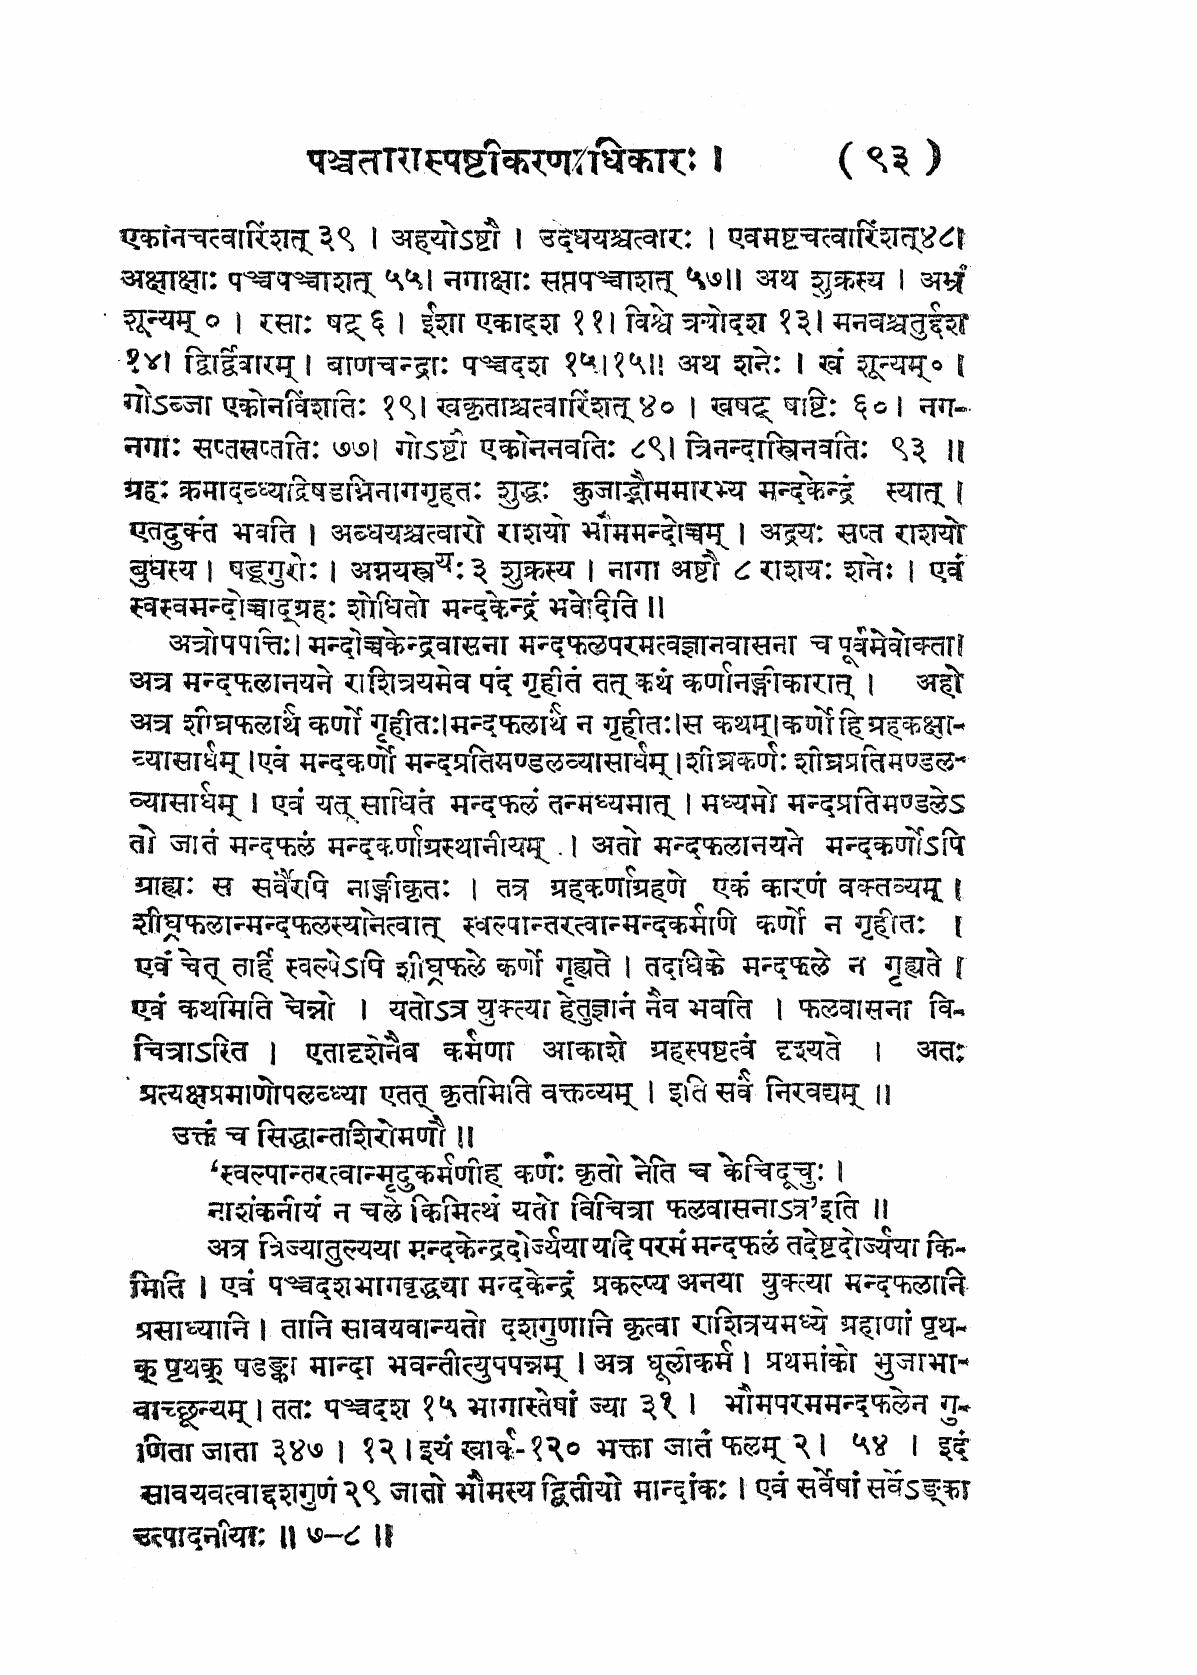 पञ्चतारास्पष्टीकरणाधिकारः । ( ९३ )
एकानचत्वारिंशत् ३९ । अहयोऽष्टौ । उदधयश्चत्वारः । एवमष्टचत्वारिंशत्४८।
अक्षाक्षाः पञ्चपञ्चाशत् ५५। नगाक्षाः सप्तपञ्चाशत् ५७॥ अथ शुक्रस्य । अभ्रं
शून्यम् ० । रसाः षट् ६ । ईशा एकादश ११। विश्वे त्रयोदश १३। मनवश्चतुर्दश
१४। द्विर्द्विवारम् । बाणचन्द्राः पञ्चदश १५।१५॥ अथ शनेः । खं शून्यम्० ।
गोऽब्जा एकोनविंशतिः १९। खकृताश्चत्वारिंशत् ४० । खषट् षाष्टिः ६०। नग-
नगाः सप्तसप्ततिः ७७। गोऽष्टौ एकोननवतिः ८९। त्रिनन्दास्त्रिनवतिः ९३ ॥
ग्रहः क्रमादब्ध्यद्रिषडग्निनागगृहतः शुद्धः कुजाद्भौममारभ्य मन्दकेन्द्रं स्यात् ।
एतदुक्तं भवति । अब्धयश्चत्वारो राशयो भौममन्दोच्चम् । अद्रयः सप्त राशयो
बुधस्य । षड्गुरोः । अग्नयस्त्रयः ३ शुक्रस्य । नागा अष्टौ ८ राशयः शनेः । एवं
स्वस्वमन्दोच्चाद्ग्रहः शोधितो मन्दकेन्द्रं भवेदिति ॥
अत्रोपपत्तिः। मन्दोच्चकेन्द्रवासना मन्दफलपरमत्वज्ञानवासना च पूर्वमेवोक्ता।
अत्र मन्दफलानयने राशित्रयमेव पदं गृहीतं तत् कथं कर्णानङ्गीकारात् । अहो
अत्र शीघ्रफलार्थं कर्णो गृहीतः।मन्दफलार्थं न गृहीतः।स कथम्।कर्णो हि ग्रहकक्षा-
व्यासार्धम् ।एवं मन्दकर्णो मन्दप्रतिमण्डलव्यासार्धम्।शीघ्रकर्णः शीघ्रप्रतिमण्डल-
व्यासार्धम् । एवं यत् साधितं मन्दफलं तन्मध्यमात् । मध्यमो मन्दप्रतिमण्डलेऽ
तो जातं मन्दफलं मन्दकर्णाग्रस्थानीयम् । अतो मन्दफलानयने मन्दकर्णोऽपि
ग्राह्यः स सर्वैरपि नाङ्गीकृतः । तत्र ग्रहकर्णाग्रहणे एकं कारणं वक्तव्यम् ।
शीघ्रफलान्मन्दफलस्यानेत्वात् स्वल्पान्तरत्वान्मन्दकर्माणि कर्णो न गृहीतः ।
एवं चेत् तर्हि स्वल्पेऽपि शीघ्रफले कर्णो गृह्यते । तदधिके मन्दफले न गृह्यते ।
एवं कथमिति चेन्नो । यतोऽत्र युक्त्या हेतुज्ञानं नैव भवति । फलवासना वि-
चित्राऽस्ति । एतादृशेनैव कर्मणा आकाशे ग्रहस्पष्टत्वं दृश्यते । अतः
प्रत्यक्षप्रमाणोपलब्ध्या एतत् कृतमिति वक्तव्यम् । इति सर्वं निरवद्यम् ॥
उक्तं च सिद्धान्तशिरोमणौ ॥
‘स्वल्पान्तरत्वान्मृदुकर्मणीह कर्णः कृतो नेति च केचिदूचुः ।
नाशंकनीयं न चले किमित्थं यतो विचित्रा फलवासनाऽत्र’इति ॥
अत्र त्रिज्यातुल्यया मन्दकेन्द्रदोर्ज्यया यदि परमं मन्दफलं तदेष्टदोर्ज्यया कि-
मिति । एवं पञ्चदशभागवृद्धया मन्दकेन्द्रं प्रकल्प्य अनया युक्त्या मन्दफलानि
प्रसाध्यानि । तानि सावयवान्यतो दशगुणानि कृत्वा राशित्रयमध्ये ग्रहाणां पृथ-
क् पृथक् षडङ्का मान्दा भवन्तीत्युपपन्नम् । अत्र धूलीकर्म । प्रथमांको भुजाभा-
वाच्छून्यम् । ततः पञ्चदश १५ भागास्तेषां ज्या ३१ । भौमपरममन्दफलेन गु-
णिता जाता ३४७ । १२ । इयं खार्क-१२० भक्ता जातं फलम् २। ५४ । इदं
सावयवत्वाद्दशगुणं २९ जातो भौमस्य द्वितीयो मान्दांकः । एवं सर्वेषां सर्वेऽङ्का
उत्पादनीयाः ॥ ७–८ ॥